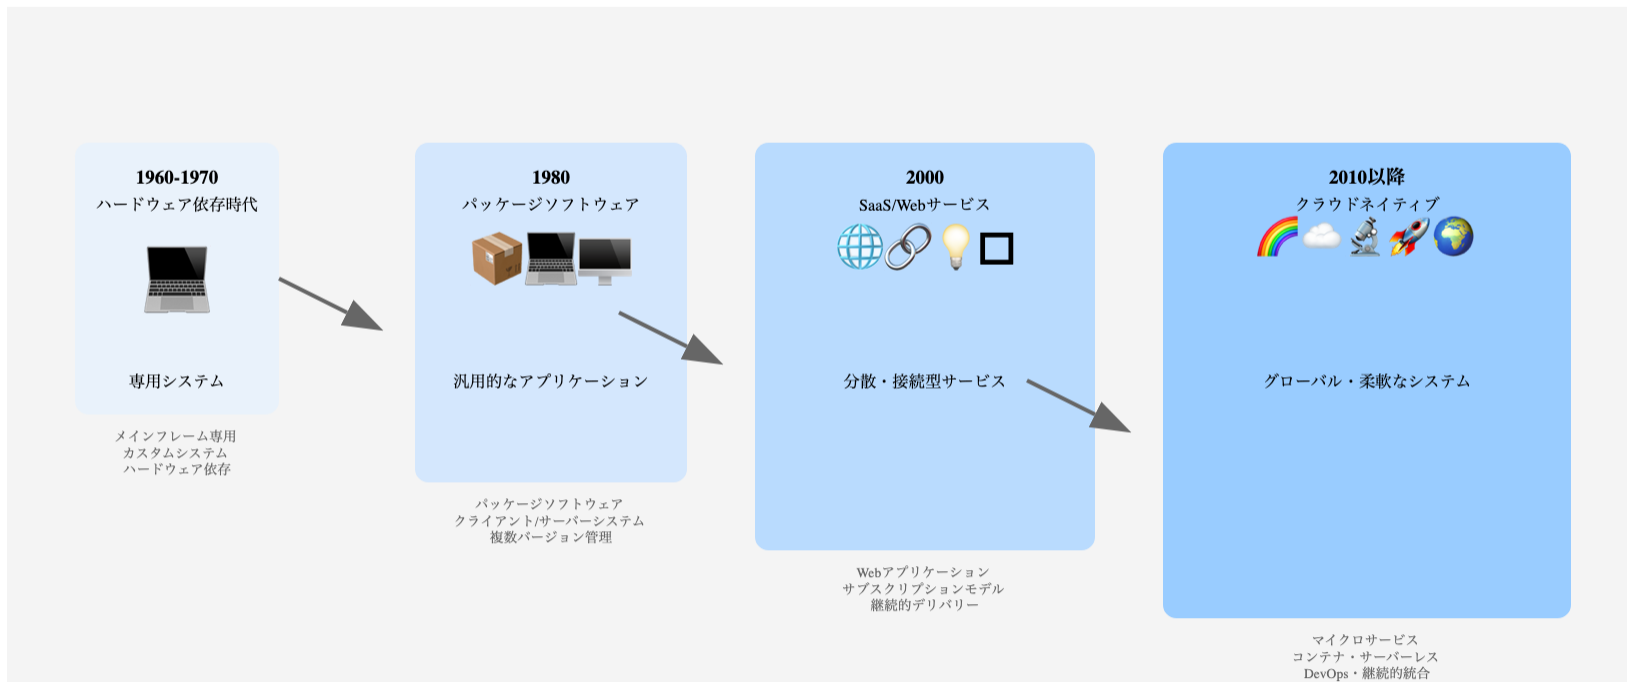 1960-1970
ハードウェア依存時代
専用システム
メインフレーム専用
カスタムシステム
ハードウェア依存
1980
パッケージソフトウェア
汎用的なアプリケーション
パッケージソフトウェア
クライアント/サーバーシステム
複数バージョン管理
2000
SaaS/Webサービス
分散・接続型サービス
Webアプリケーション
サブスクリプションモデル
継続的デリバリー
2010以降
クラウドネイティブ
グローバル・柔軟なシステム
マイクロサービス
コンテナ・サーバーレス
DevOps・継続的統合